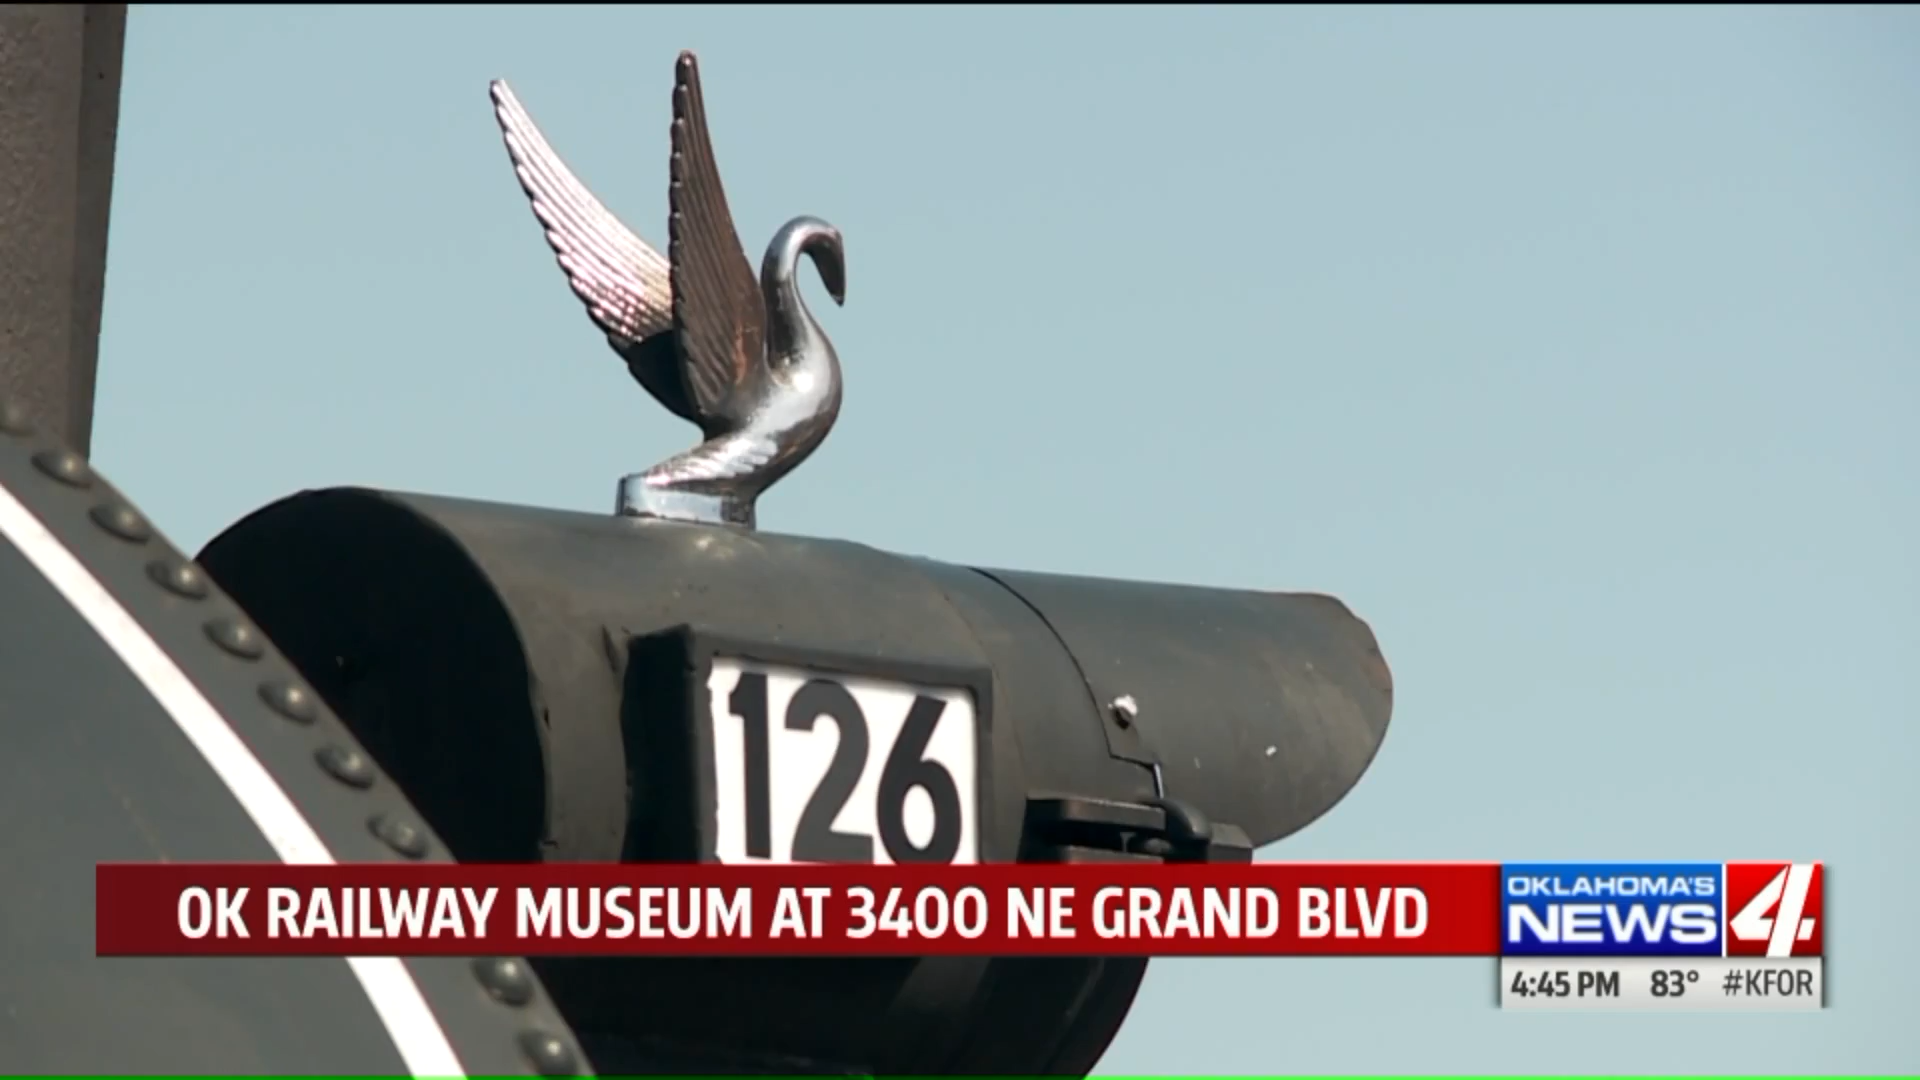 126
OK RAILWAY MUSEUM AT 3400 NE GRAND BLVD
OKLAHOMA'S
NEWS 4
4:45 PM 83° #KFOR